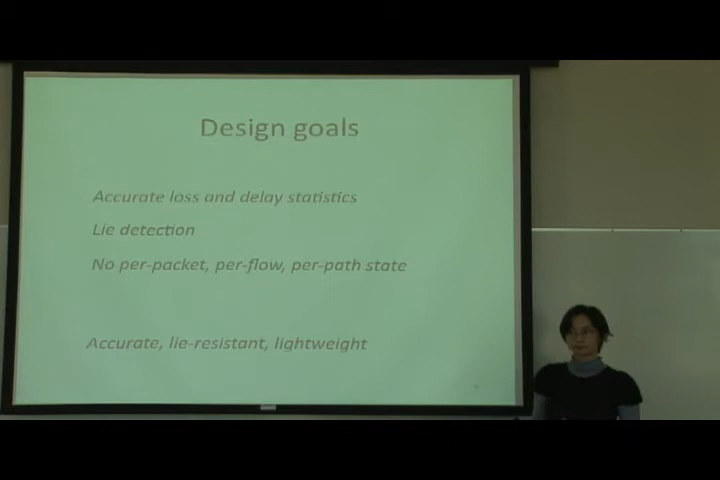 Design goals
Accurate loss and delay statistics
Lie detection
No per-packet, per-flow, per-path state
Accurate, lie-resistant, lightweight